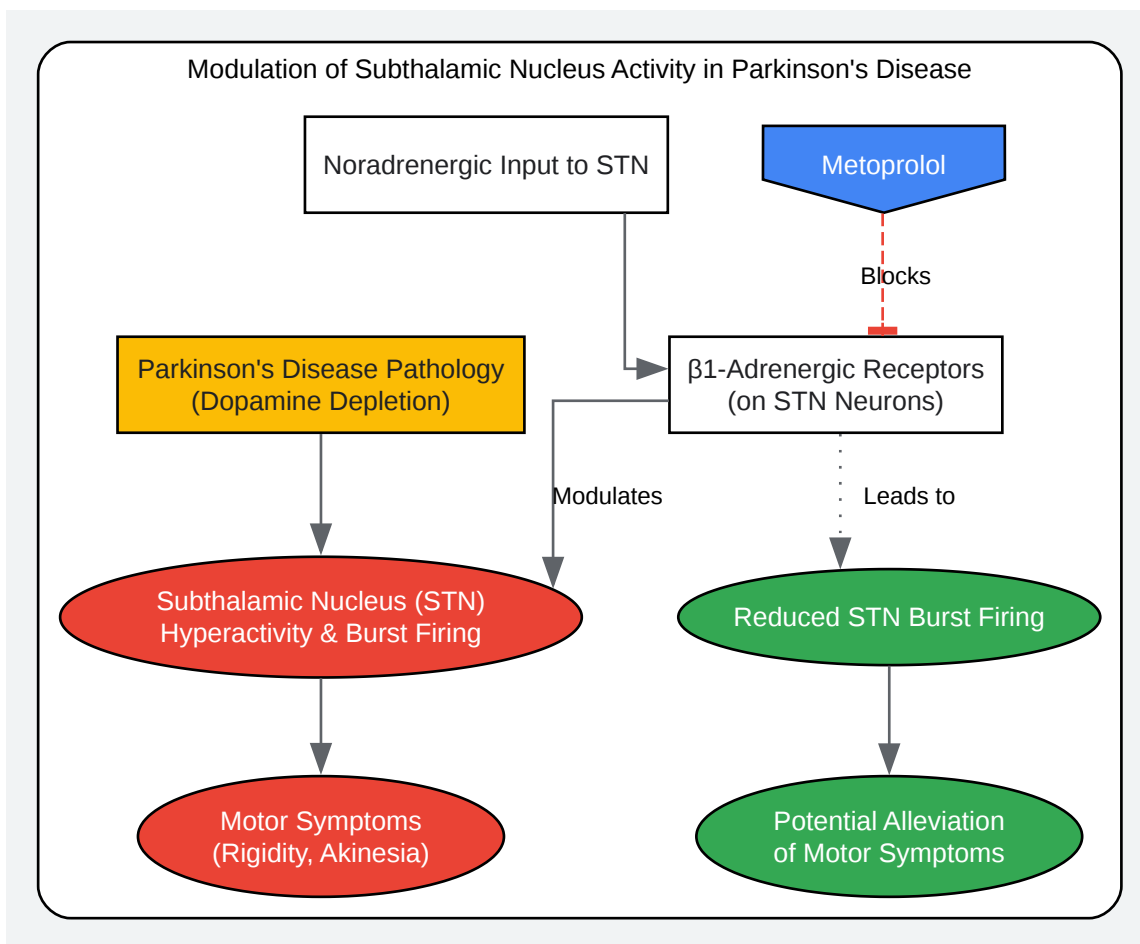 Modulation of Subthalamic Nucleus Activity in Parkinson's Disease
Noradrenergic Input to STN
Metoprolol
Blocks
Parkinson's Disease Pathology
(Dopamine Depletion)
β1-Adrenergic Receptors
(on STN Neurons)
Modulates
Leads to
Subthalamic Nucleus (STN)
Hyperactivity & Burst Firing
Reduced STN Burst Firing
Motor Symptoms
(Rigidity, Akinesia)
Potential Alleviation
of Motor Symptoms